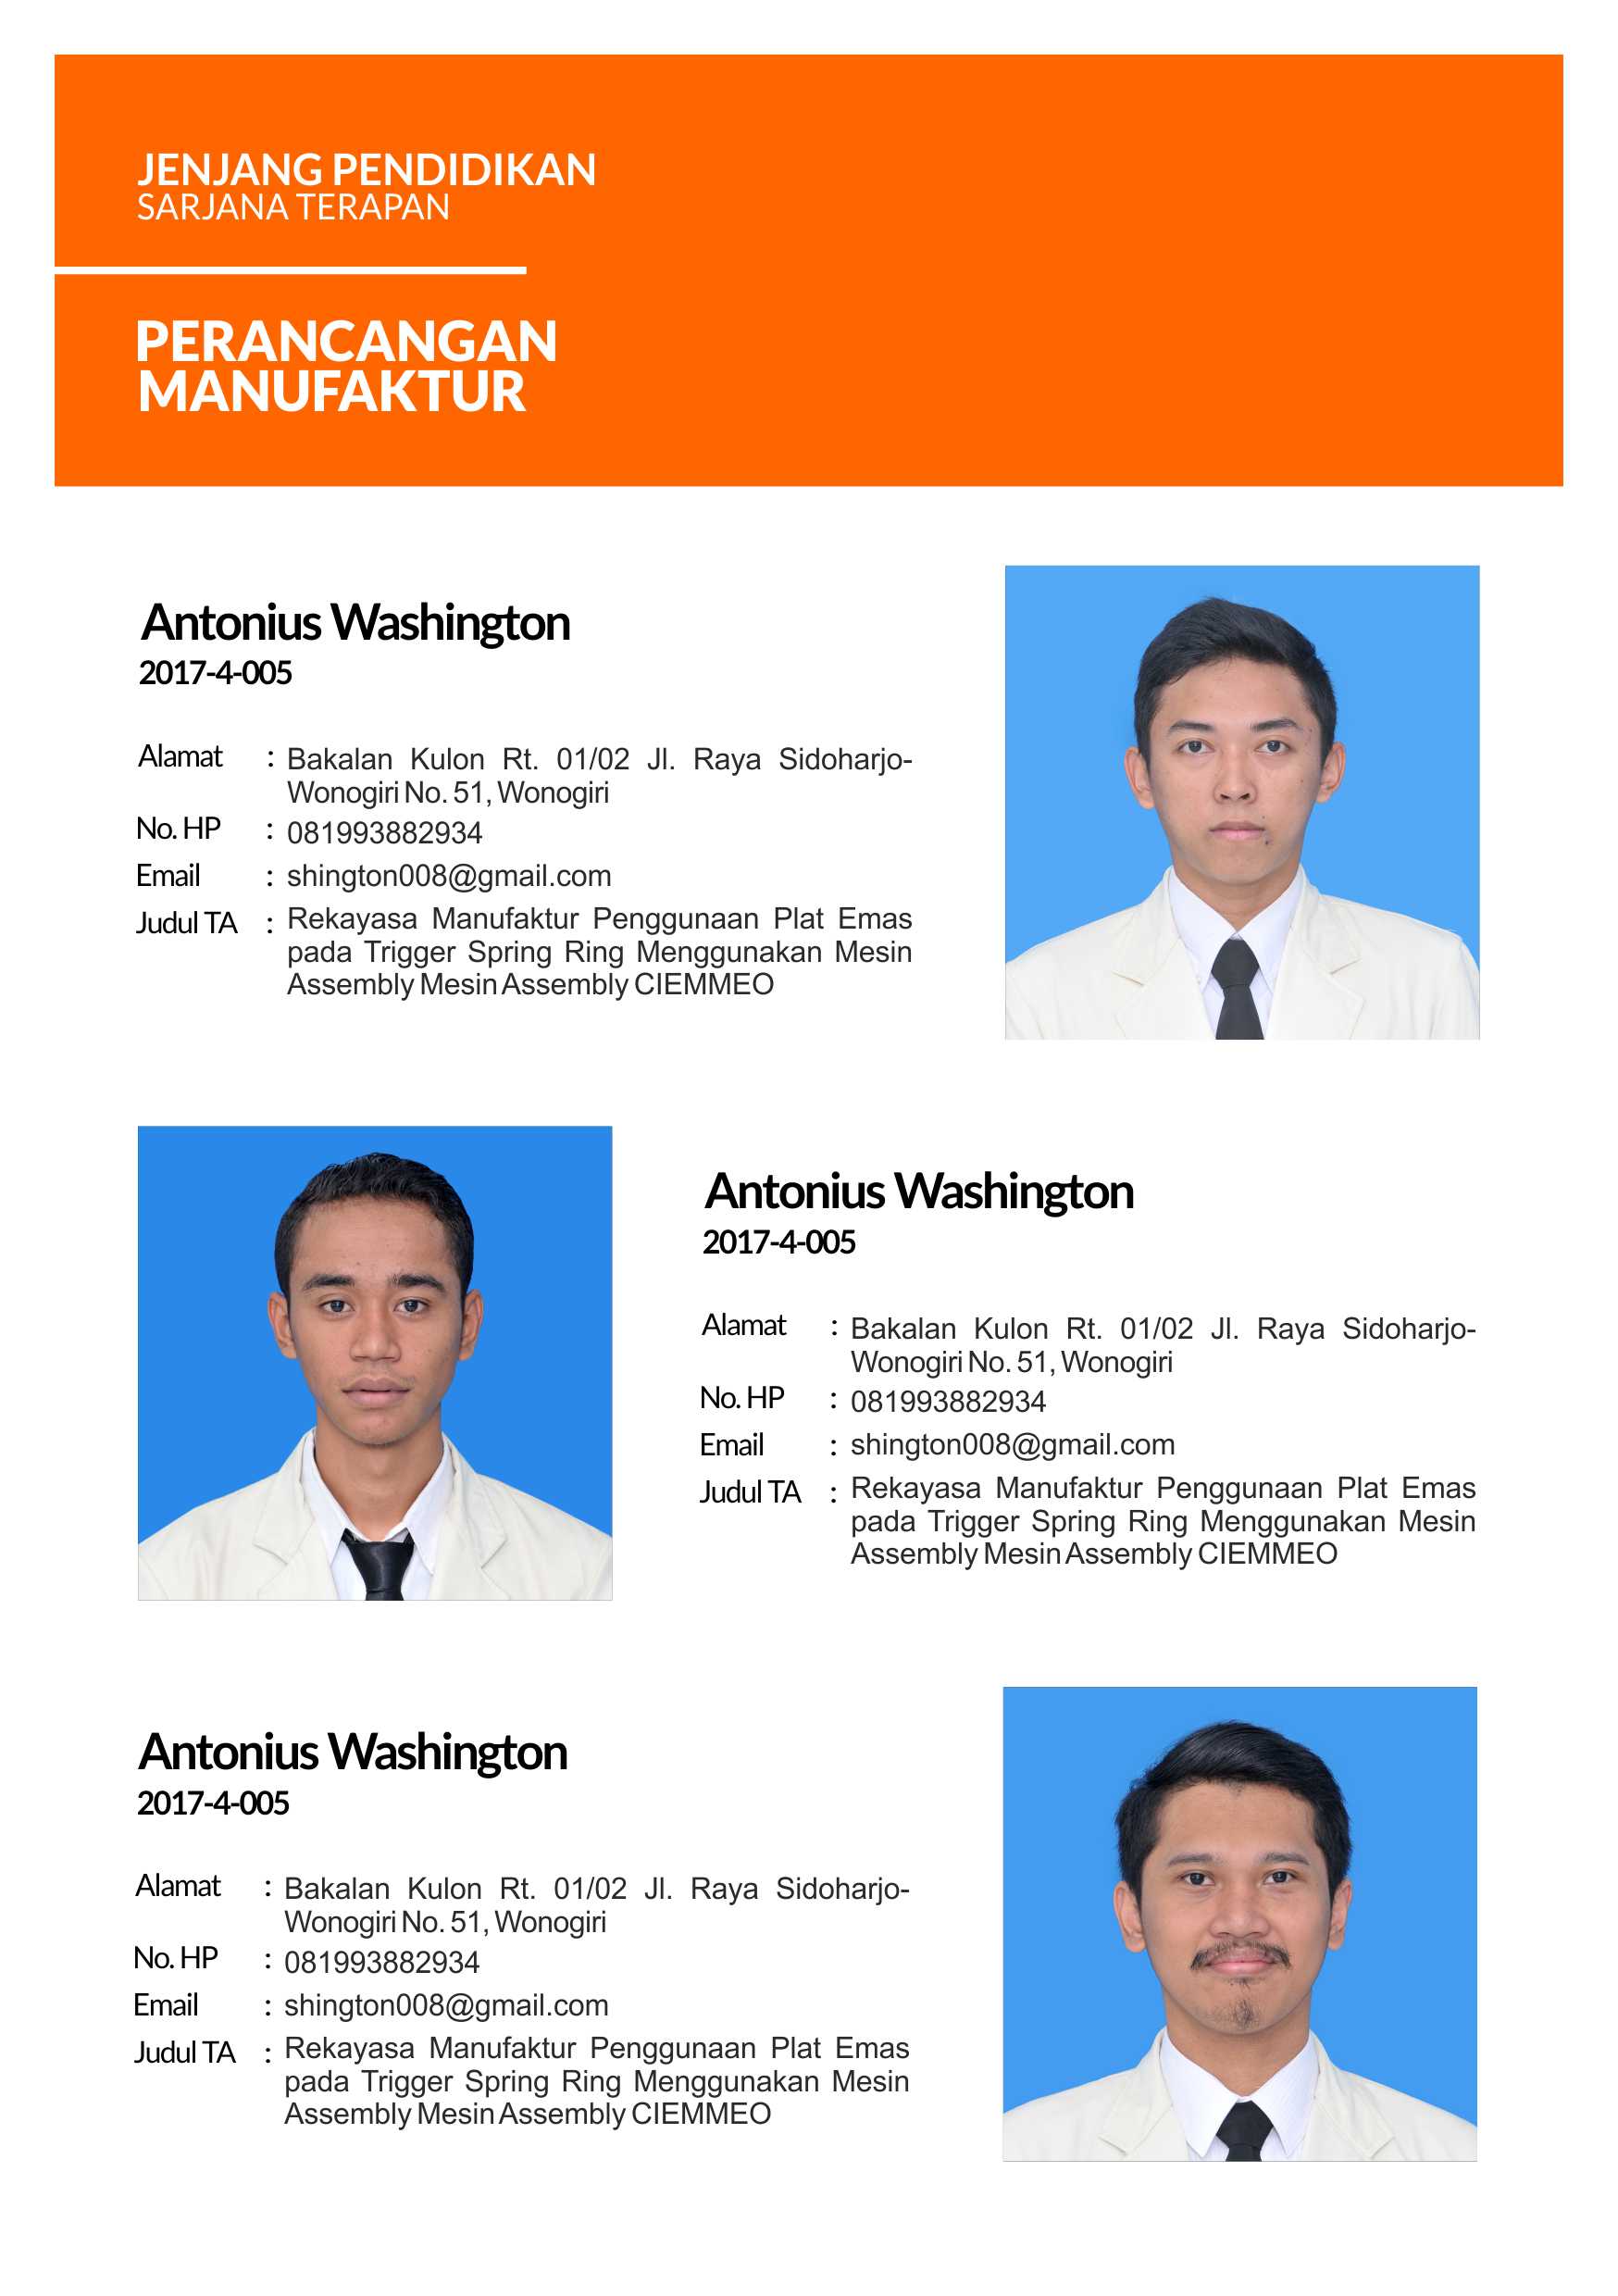 JENJANG PENDIDIKAN
SARJANA TERAPAN
PERANCANGAN
MANUFAKTUR
Antonius Washington
2017-4-005
Alamat : Bakalan Kulon Rt. 01/02 Jl. Raya Sidoharjo-
Wonogiri No. 51, Wonogiri
No. HP : 081993882934
Email : shington008@gmail.com
Judul TA : Rekayasa Manufaktur Penggunaan Plat Emas
pada Trigger Spring Ring Menggunakan Mesin
Assembly Mesin Assembly CIEMMEO
Antonius Washington
2017-4-005
Alamat : Bakalan Kulon Rt. 01/02 Jl. Raya Sidoharjo-
Wonogiri No. 51, Wonogiri
No. HP : 081993882934
Email : shington008@gmail.com
Judul TA : Rekayasa Manufaktur Penggunaan Plat Emas
pada Trigger Spring Ring Menggunakan Mesin
Assembly Mesin Assembly CIEMMEO
Antonius Washington
2017-4-005
Alamat : Bakalan Kulon Rt. 01/02 Jl. Raya Sidoharjo-
Wonogiri No. 51, Wonogiri
No. HP : 081993882934
Email : shington008@gmail.com
Judul TA : Rekayasa Manufaktur Penggunaan Plat Emas
pada Trigger Spring Ring Menggunakan Mesin
Assembly Mesin Assembly CIEMMEO